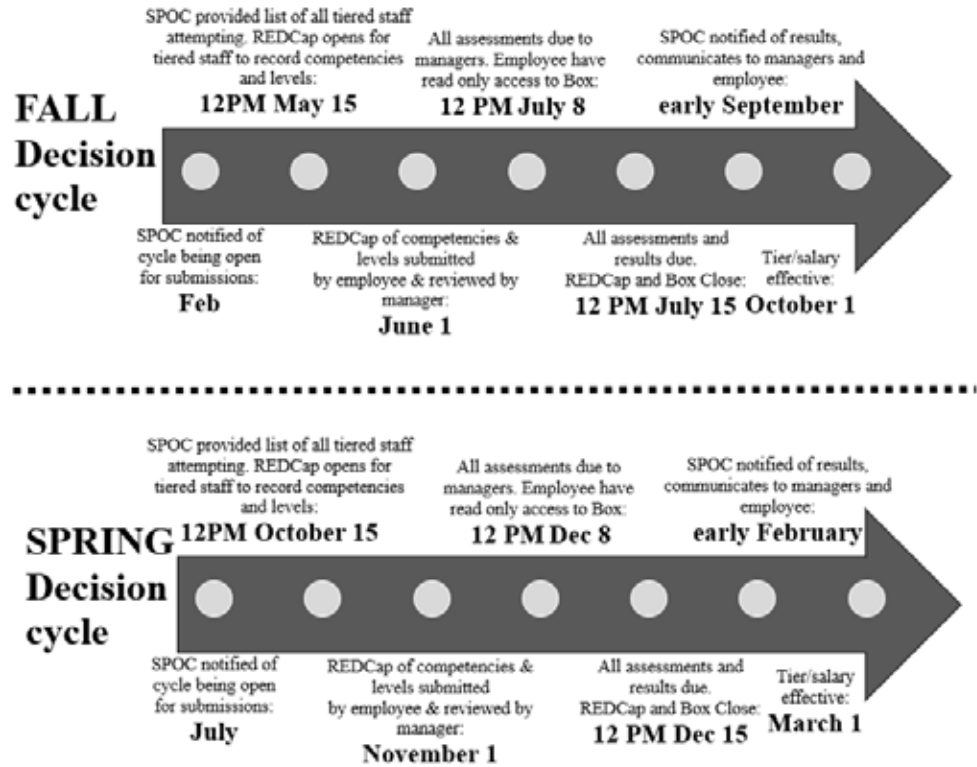 SPOC provided list of all tiered staff
attempting. REDCap opens for
tiered staff to record competencies
and levels:
12PM May 15
All assessments due to
managers. Employee have
read only access to Box:
12 PM July 8
SPOC notified of results,
communicates to managers and
employee:
early September
FALL
Decision
cycle
SPOC notified of
cycle being open
for submissions:
Feb
REDCap of competencies &
levels submitted
by employee & reviewed by
manager:
June 1
All assessments and
results due.
REDCap and Box Close:
12 PM July 15
Tier/salary
effective:
October 1
SPOC provided list of all tiered staff
attempting. REDCap opens for
tiered staff to record competencies
and levels:
12PM October 15
All assessments due to
managers. Employee have
read only access to Box:
12 PM Dec 8
SPOC notified of results,
communicates to managers and
employee:
early February
SPRING
Decision
cycle
SPOC notified of
cycle being open
for submissions:
July
REDCap of competencies &
levels submitted
by employee & reviewed by
manager:
November 1
All assessments and
results due.
REDCap and Box Close:
12 PM Dec 15
Tier/salary
effective:
March 1